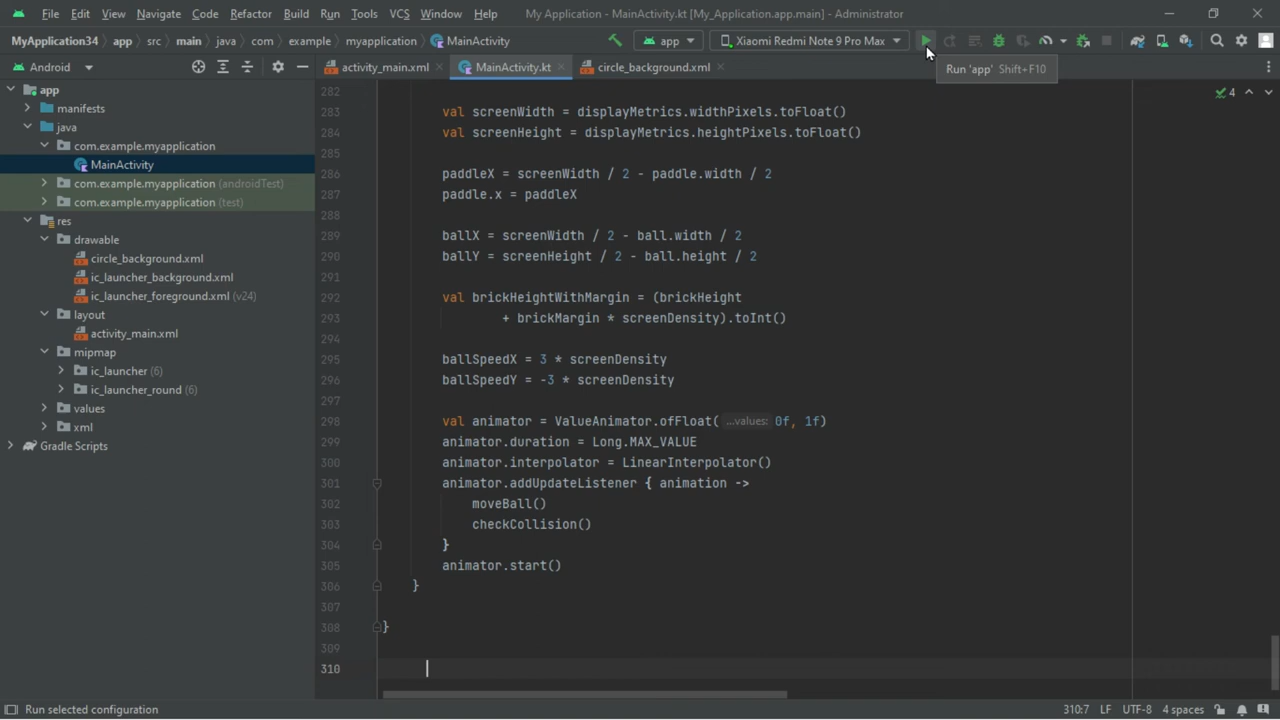 File Edit View Navigate Code Refactor Build Run Tools VCS Window Help My Application - MainActivity.kt [My_Application.app.main] - Administrator
MyApplication34 app src main java com example myapplication MainActivity app Xiaomi Redmi Note 9 Pro Max
Android activity_main.xml MainActivity.kt circle_background.xml
Run 'app' Shift+F10
app
manifests
java
com.example.myapplication
MainActivity
com.example.myapplication (androidTest)
com.example.myapplication (test)
res
drawable
circle_background.xml
ic_launcher_background.xml
ic_launcher_foreground.xml (v24)
layout
activity_main.xml
mipmap
ic_launcher (6)
ic_launcher_round (6)
values
xml
Gradle Scripts
4
282
283 val screenWidth = displayMetrics.widthPixels.toFloat()
284 val screenHeight = displayMetrics.heightPixels.toFloat()
285
286 paddleX = screenWidth / 2 - paddle.width / 2
287 paddle.x = paddleX
288
289 ballX = screenWidth / 2 - ball.width / 2
290 ballY = screenHeight / 2 - ball.height / 2
291
292 val brickHeightWithMargin = (brickHeight
293 + brickMargin * screenDensity).toInt()
294
295 ballSpeedX = 3 * screenDensity
296 ballSpeedY = -3 * screenDensity
297
298 val animator = ValueAnimator.ofFloat( ...values: 0f, 1f)
299 animator.duration = Long.MAX_VALUE
300 animator.interpolator = LinearInterpolator()
301 animator.addUpdateListener { animation ->
302 moveBall()
303 checkCollision()
304 }
305 animator.start()
306 }
307
308 }
309
310
Run selected configuration 310:7 LF UTF-8 4 spaces